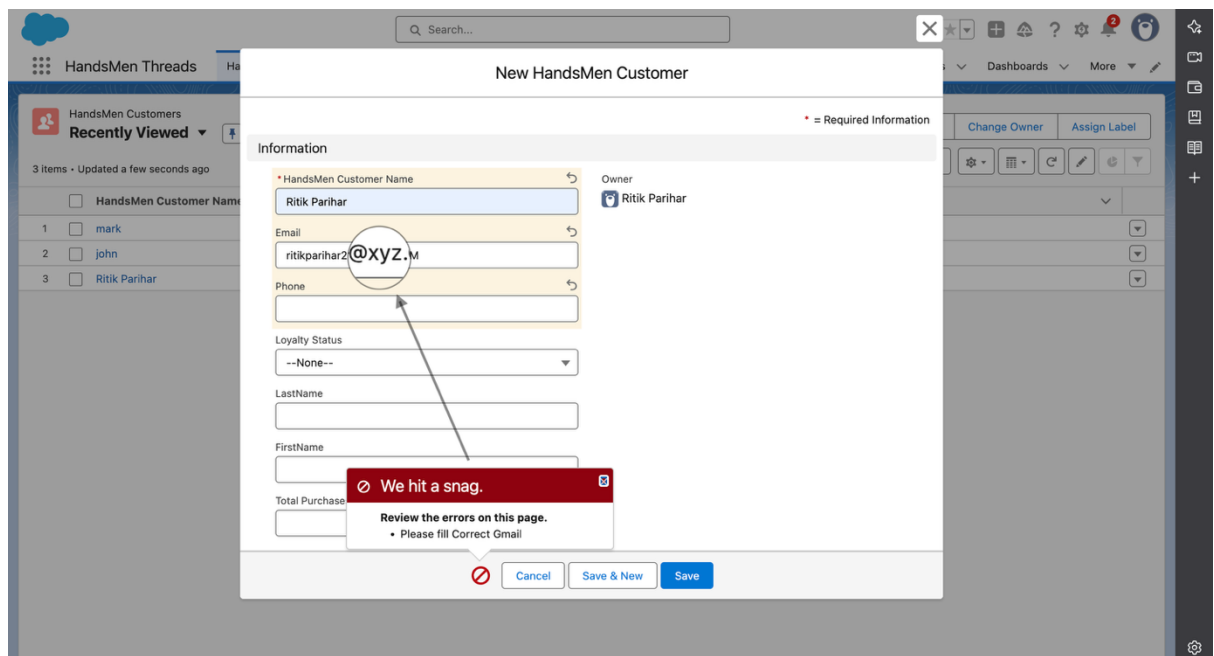 Search...
2
HandsMen Threads
Ha
Dashboards
More
New HandsMen Customer
HandsMen Customers
Recently Viewed
* = Required Information
Change Owner
Assign Label
Information
3 items • Updated a few seconds ago
HandsMen Customer Name
1 mark
2 john
3 Ritik Parihar
* HandsMen Customer Name
Ritik Parihar
Owner
Ritik Parihar
Email
ritikparihar2 @xyz.M
Phone
Loyalty Status
--None--
LastName
FirstName
Total Purchase
We hit a snag.
Review the errors on this page.
• Please fill Correct Gmail
Cancel
Save & New
Save